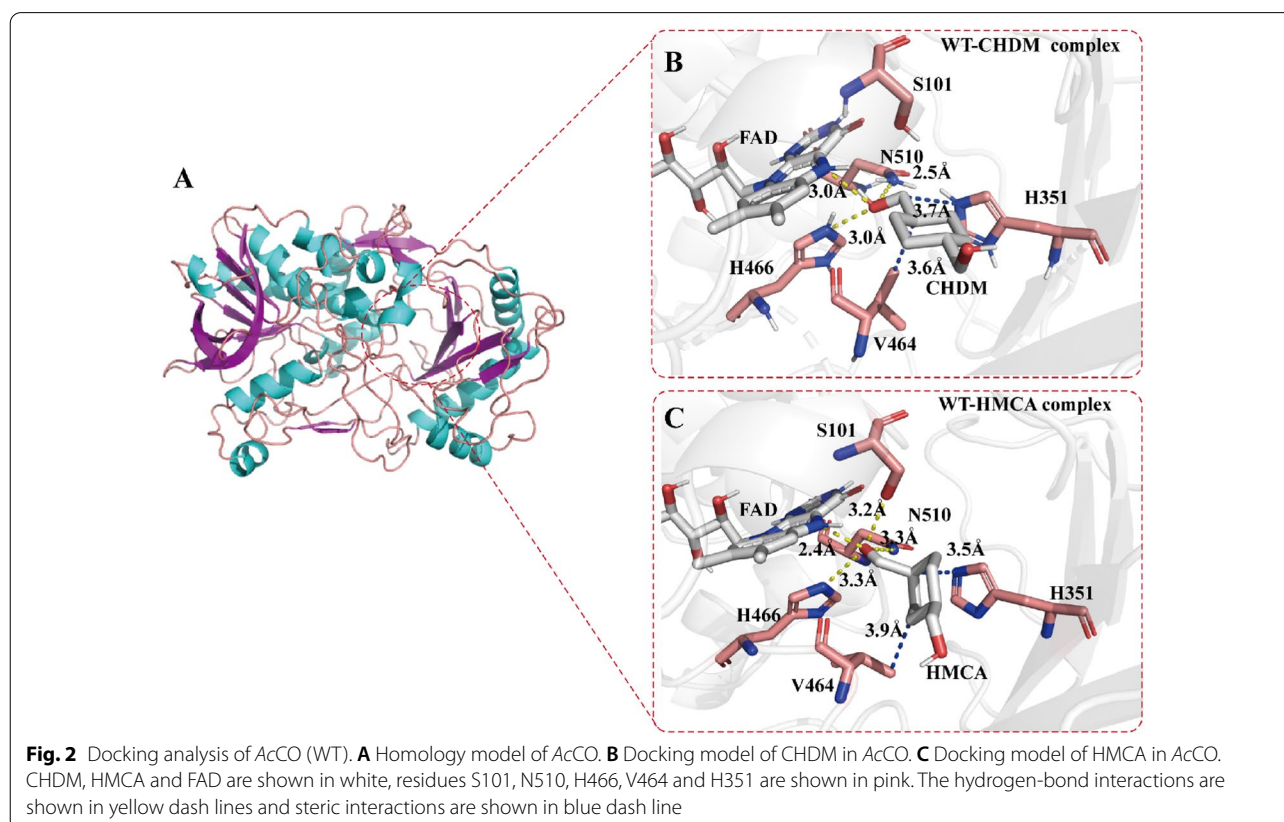 A
B
WT-CHDM complex
S101
FAD
N510
2.5Å
3.0Å
H351
3.7Å
3.0Å
H466
3.6Å
CHDM
V464
C
WT-HMCA complex
S101
FAD
3.2Å
N510
3.3Å
2.4Å
3.5Å
3.3Å
H351
H466
3.9Å
V464
HMCA
Fig. 2 Docking analysis of AcCO (WT). A Homology model of AcCO. B Docking model of CHDM in AcCO. C Docking model of HMCA in AcCO.
CHDM, HMCA and FAD are shown in white, residues S101, N510, H466, V464 and H351 are shown in pink. The hydrogen-bond interactions are
shown in yellow dash lines and steric interactions are shown in blue dash line